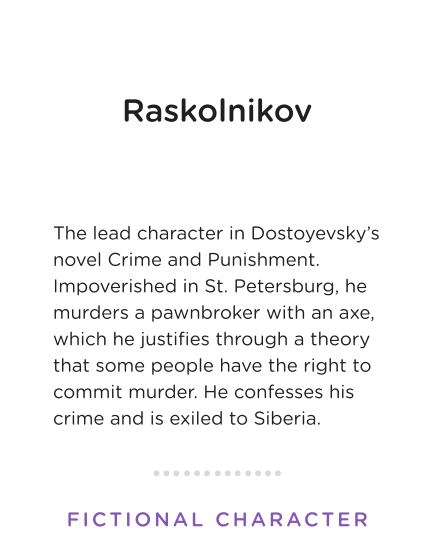 Raskolnikov
The lead character in Dostoyevsky’s
novel Crime and Punishment.
Impoverished in St. Petersburg, he
murders a pawnbroker with an axe,
which he justifies through a theory
that some people have the right to
commit murder. He confesses his
crime and is exiled to Siberia.
FICTIONAL CHARACTER